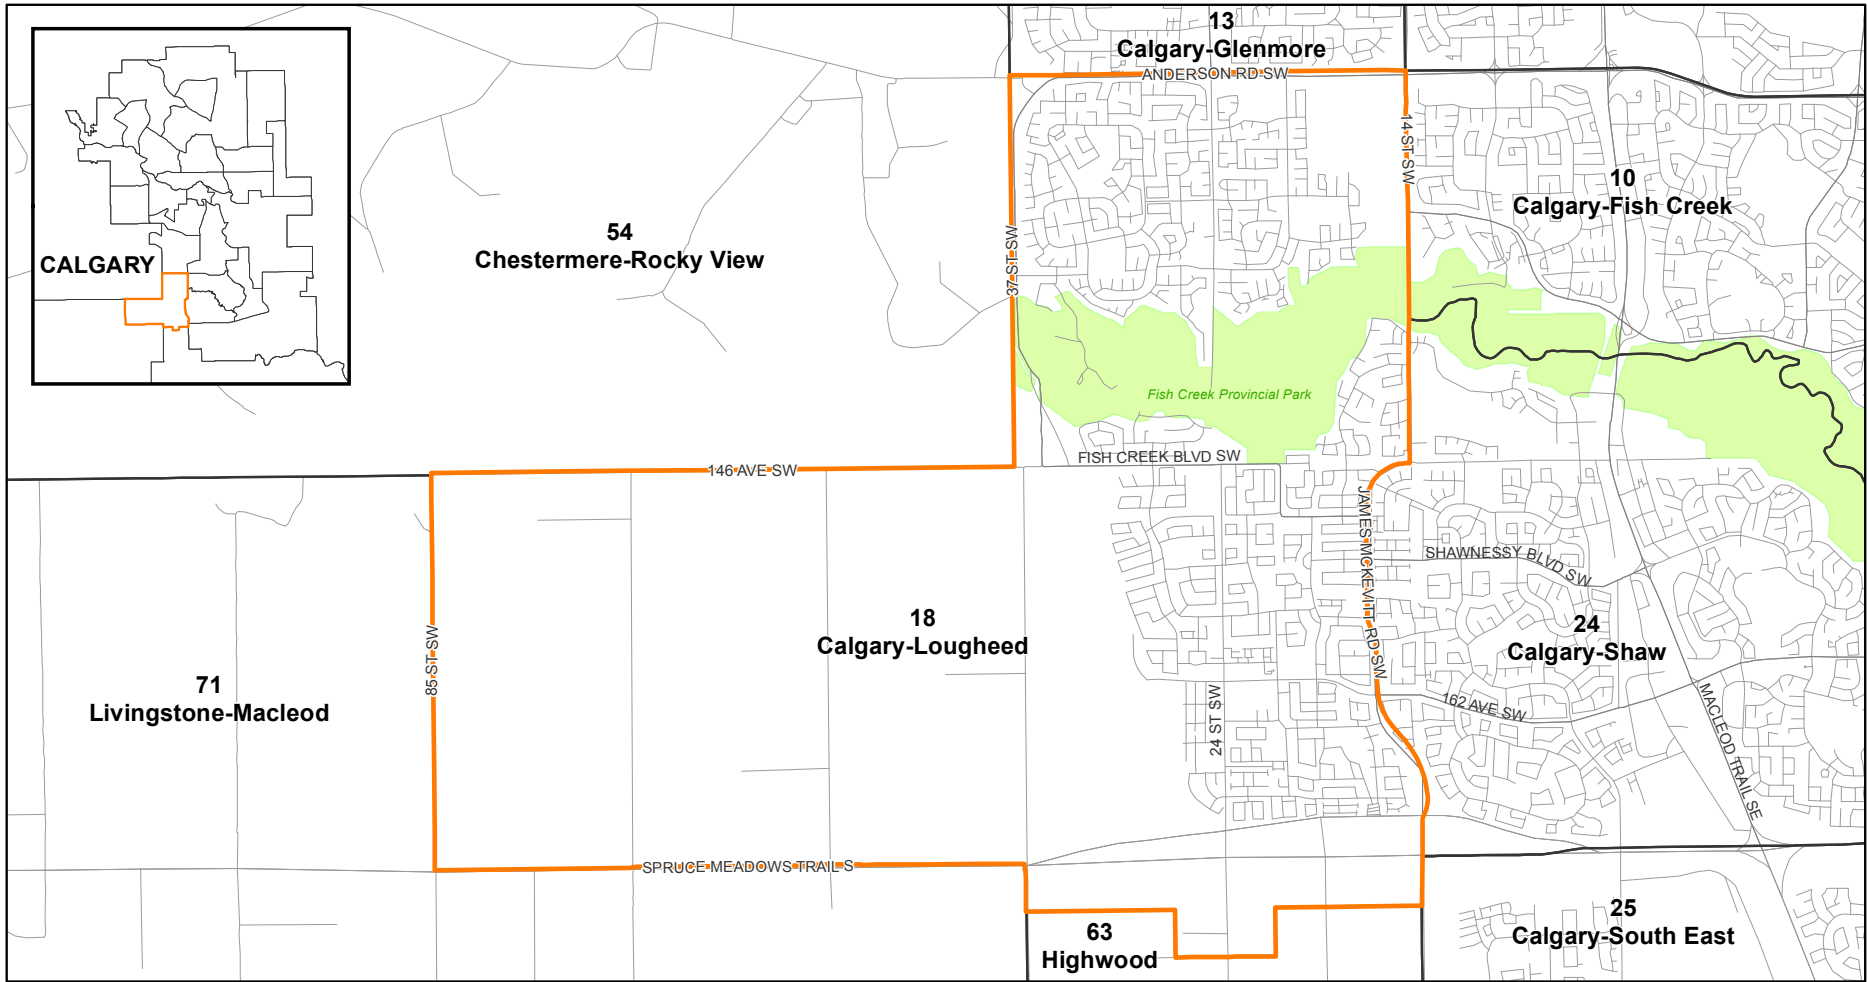 13
Calgary-Glenmore
ANDERSON RD SW
14 ST SW
10
Calgary-Fish Creek
CALGARY
54
Chestermere-Rocky View
37 ST SW
Fish Creek Provincial Park
146 AVE SW
FISH CREEK BLVD SW
JAMES MCKEVITT RD SW
SHAWNESSY BLVD SW
18
Calgary-Lougheed
24
Calgary-Shaw
85 ST SW
71
Livingstone-Macleod
24 ST SW
162 AVE SW
MACLEOD TRAIL SE
SPRUCE MEADOWS TRAIL S
63
Highwood
25
Calgary-South East